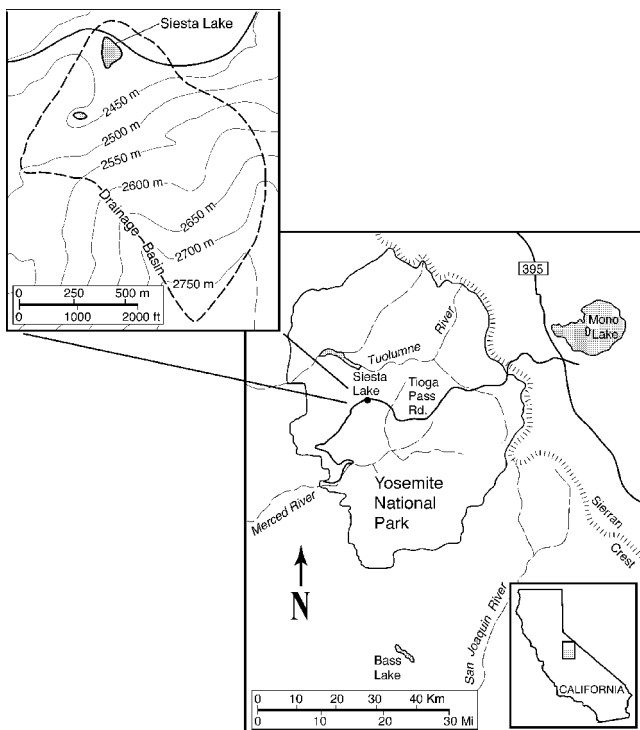 Siesta Lake
2450 m
2500 m
2550 m
2600 m
2650 m
2700 m
2750 m
Drainage Basin
0 250 500 m
0 1000 2000 ft
395
Mono
Lake
River
Tuolumne
Siesta
Lake
Tioga
Pass
Rd.
Yosemite
National
Park
Merced River
Sierran
Crest
N
San Joaquin River
Bass
Lake
CALIFORNIA
0 10 20 30 40 Km
0 10 20 30 Mi